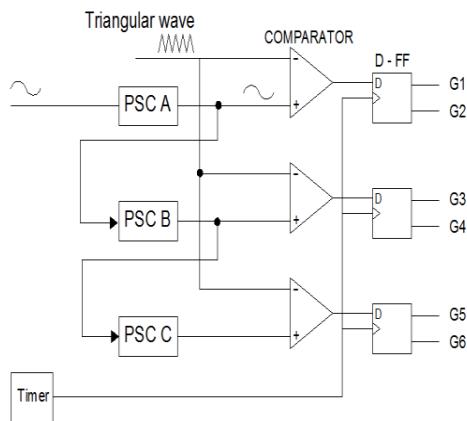 Triangular wave
COMPARATOR
D - FF
PSC A
-
+
D
G1
G2
PSC B
-
+
D
G3
G4
PSC C
-
+
D
G5
G6
Timer